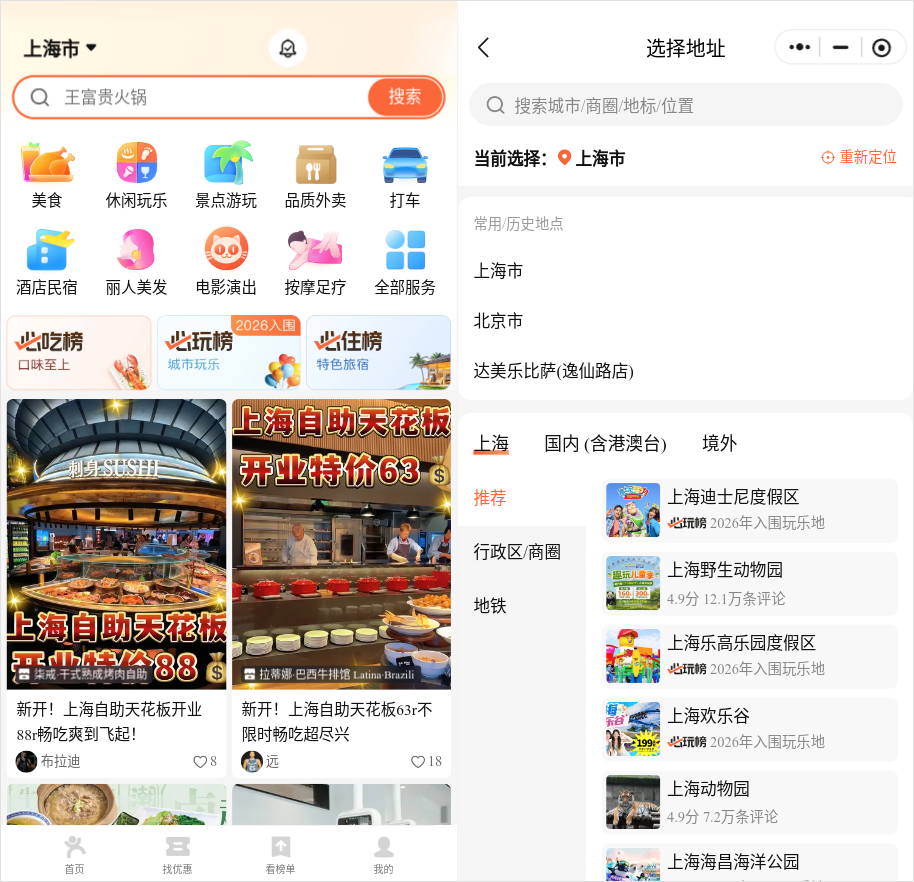 上海市
王富贵火锅
搜索
美食
休闲玩乐
景点游玩
品质外卖
打车
酒店民宿
丽人美发
电影演出
按摩足疗
全部服务
必吃榜
口味至上
必玩榜
2026入围
城市玩乐
必住榜
特色旅宿
刺身SUSHI
上海自助天花板
开业特价88
柒戒·干式熟成烤肉自助
新开！上海自助天花板开业
88r畅吃爽到飞起！
布拉迪
8
上海自助天花板
开业特价63
拉蒂娜·巴西牛排馆 Latina·Brazili
新开！上海自助天花板63r不
限时畅吃超尽兴
远
18
首页
找优惠
看榜单
我的
选择地址
搜索城市/商圈/地标/位置
当前选择：
上海市
重新定位
常用/历史地点
上海市
北京市
达美乐比萨(逸仙路店)
上海
国内 (含港澳台)
境外
推荐
行政区/商圈
地铁
上海迪士尼度假区
必玩榜 2026年入围玩乐地
上海野生动物园
4.9分 12.1万条评论
上海乐高乐园度假区
必玩榜 2026年入围玩乐地
上海欢乐谷
必玩榜 2026年入围玩乐地
199
上海动物园
4.9分 7.2万条评论
上海海昌海洋公园